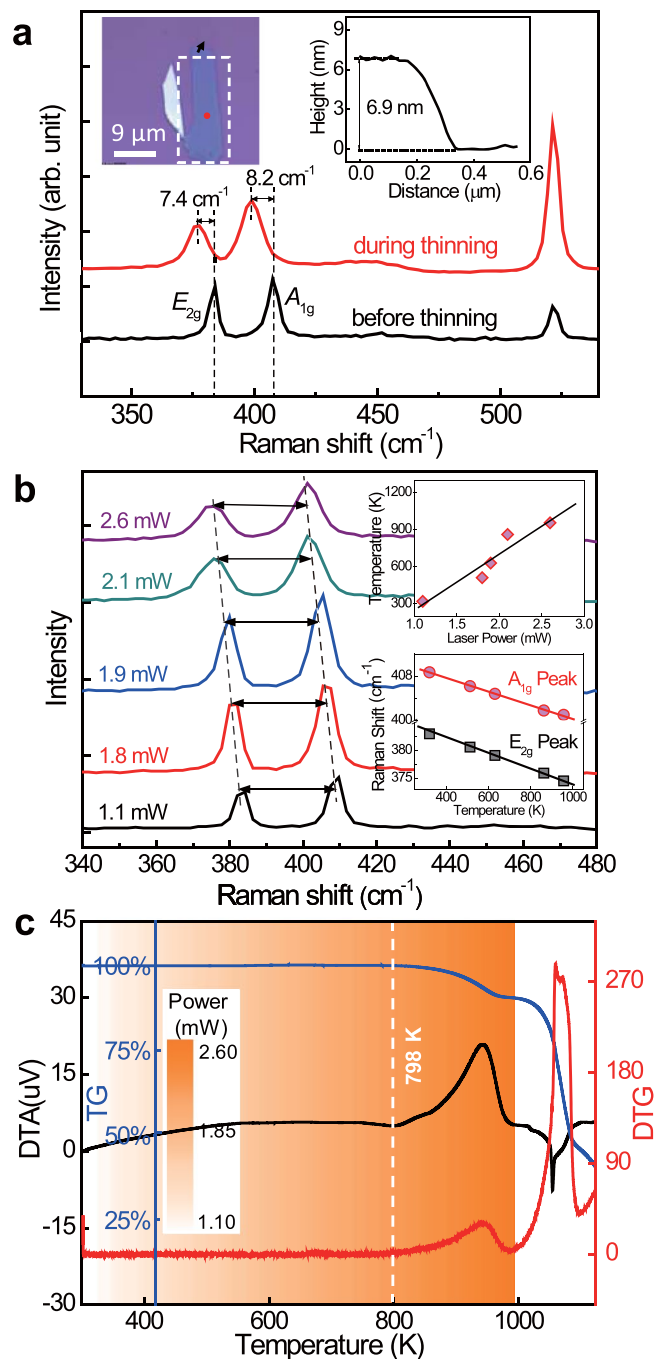 a
9 μm
Height (nm)
9
6
3
0
6.9 nm
0.0 0.2 0.4 0.6
Distance (μm)
7.4 cm⁻¹
8.2 cm⁻¹
during thinning
E2g
A1g
before thinning
Intensity (arb. unit)
350 400 450 500
Raman shift (cm⁻¹)
b
2.6 mW
2.1 mW
1.9 mW
1.8 mW
1.1 mW
Intensity
340 360 380 400 420 440 460 480
Raman shift (cm⁻¹)
Temperature (K)
1200
900
600
300
1.0 1.5 2.0 2.5 3.0
Laser Power (mW)
Raman Shift (cm⁻¹)
408
400
380
375
A1g Peak
E2g Peak
400 600 800 1000
Temperature (K)
c
DTA(uV)
45
30
15
0
-15
-30
TG
100%
75%
50%
25%
Power
(mW)
2.60
1.85
1.10
798 K
DTG
270
180
90
0
400 600 800 1000
Temperature (K)